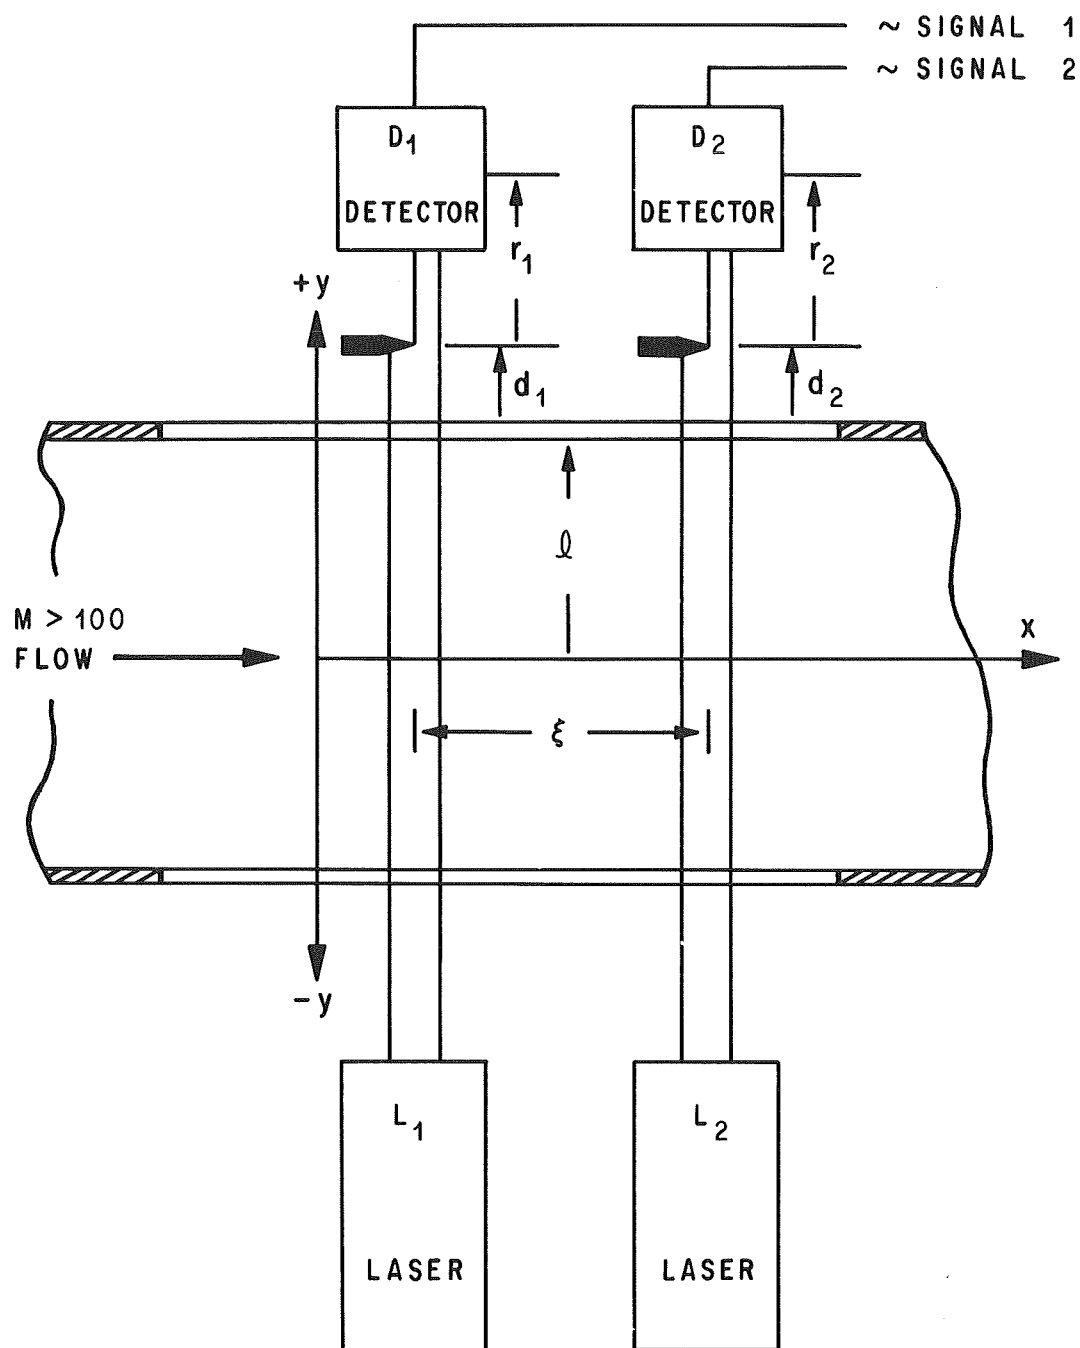 ~ SIGNAL 1
~ SIGNAL 2
D1
DETECTOR
D2
DETECTOR
r1
r2
+y
d1
d2
ℓ
M > 100
FLOW
x
ξ
-y
L1
LASER
L2
LASER